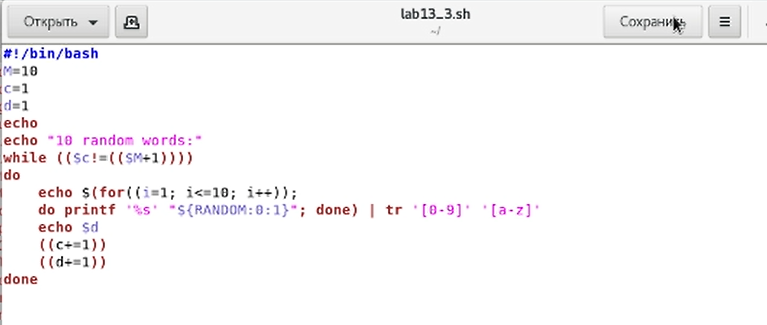 Открыть
lab13_3.sh
~/
Сохранить
#!/bin/bash
M=10
c=1
d=1
echo
echo "10 random words:"
while (($c!=(($M+1))))
do
    echo $(for((i=1; i<=10; i++));
    do printf '%s' "${RANDOM:0:1}"; done) | tr '[0-9]' '[a-z]'
    echo $d
    ((c+=1))
    ((d+=1))
done